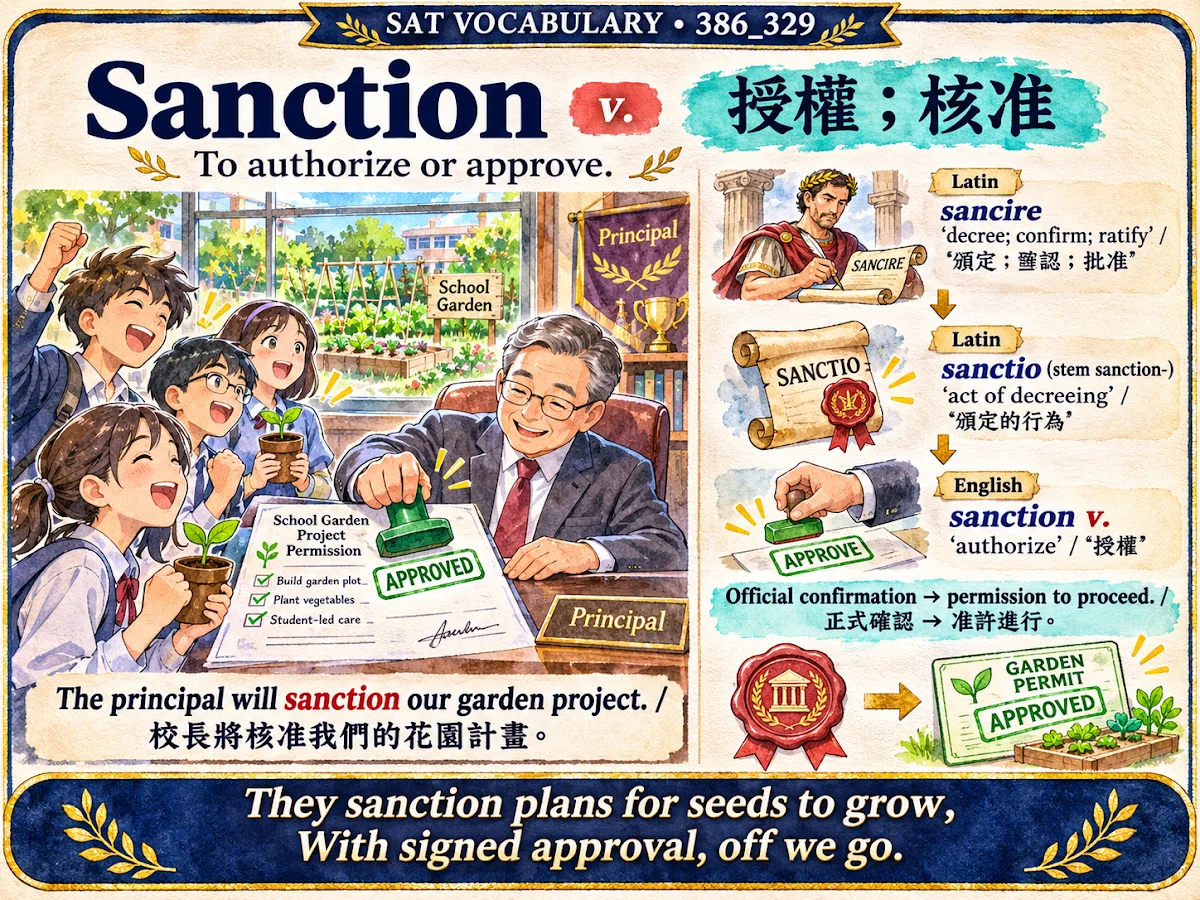 SAT VOCABULARY • 386_329
Sanction v. 授權；核准
To authorize or approve.
Principal
School
Garden
School Garden
Project
Permission
Build garden plot
Plant vegetables
Student-led care
APPROVED
Principal
The principal will sanction our garden project. /
校長將核准我們的花園計畫。
SANCIRE
Latin
sancire
‘decree; confirm; ratify’ /
“頒定；確認；批准”
SANCTIO
Latin
sanctio (stem sanction-)
‘act of decreeing’ /
“頒定的行為”
APPROVE
English
sanction v.
‘authorize’ / “授權”
Official confirmation → permission to proceed. /
正式確認 → 准許進行。
GARDEN
PERMIT
APPROVED
They sanction plans for seeds to grow,
With signed approval, off we go.